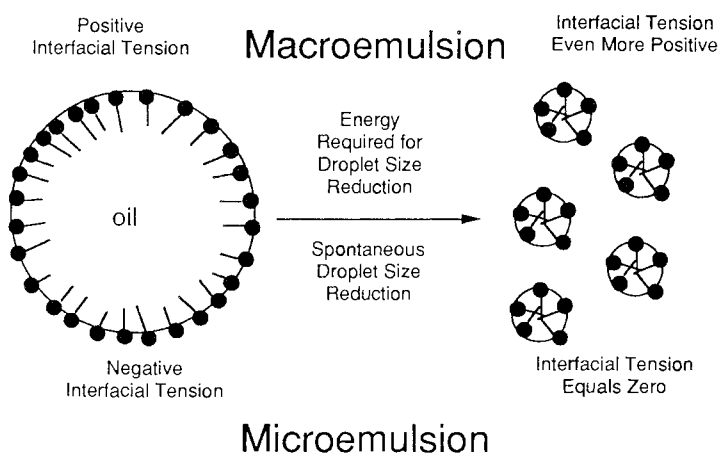 Positive
Interfacial Tension
Macroemulsion
Interfacial Tension
Even More Positive
Energy
Required for
Droplet Size
Reduction
oil
Spontaneous
Droplet Size
Reduction
Negative
Interfacial Tension
Interfacial Tension
Equals Zero
Microemulsion